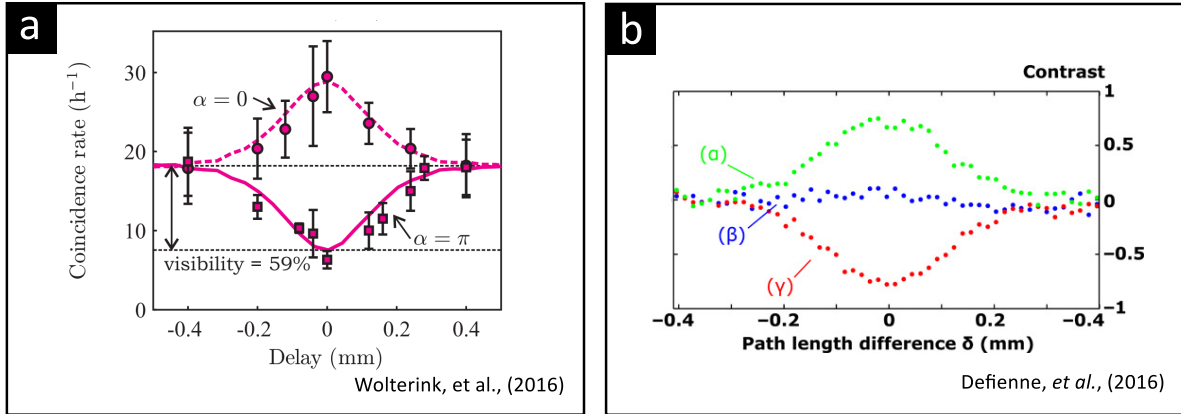 a
Coincidence rate (h⁻¹)
30
20
10
0
α = 0
α = π
visibility = 59%
-0.4 -0.2 0 0.2 0.4
Delay (mm)
Wolterink, et al., (2016)
b
Contrast
1
0.5
0
−0.5
−1
(α)
(β)
(γ)
−0.4 −0.2 0 0.2 −0.4
Path length difference δ (mm)
Defienne, et al., (2016)